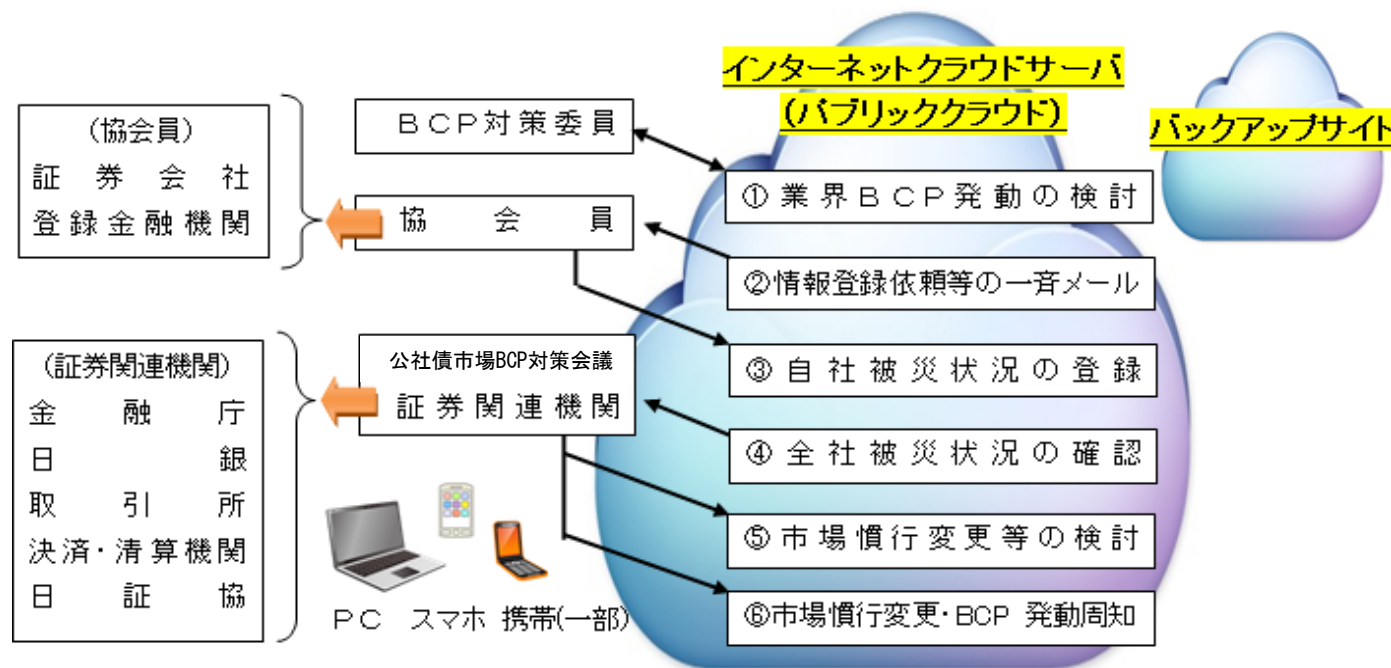 インターネットクラウドサーバ
(パブリッククラウド)
バックアップサイト
(協会員)
証券会社
登録金融機関
BCP対策委員
協会員
①業界BCP発動の検討
②情報登録依頼等の一斉メール
③自社被災状況の登録
(証券関連機関)
金融庁
日銀
取引所
決済・清算機関
日証協
公社債市場BCP対策会議
証券関連機関
④全社被災状況の確認
⑤市場慣行変更等の検討
⑥市場慣行変更・BCP 発動周知
PC スマホ 携帯(一部)